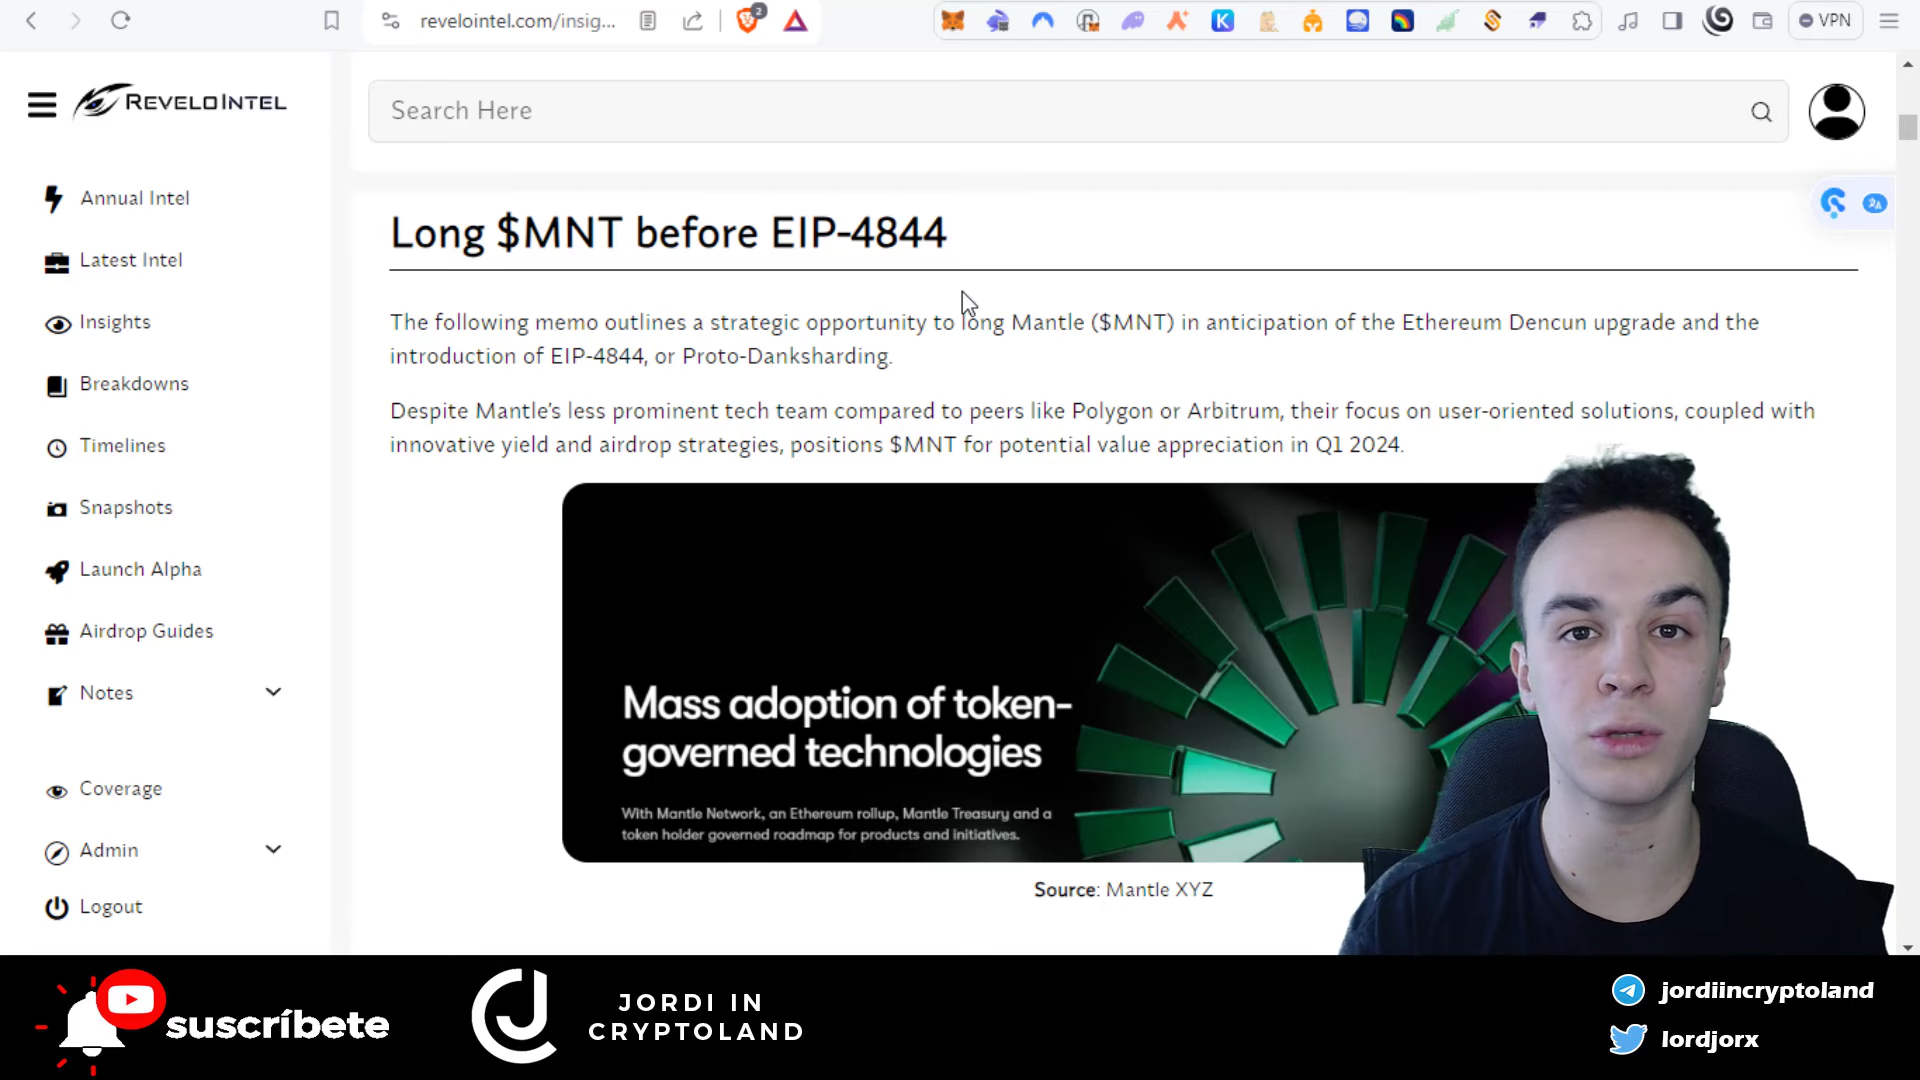 revelointel.com/insig...
2
VPN
REVELOINTEL
Search Here
Annual Intel
Latest Intel
Insights
Breakdowns
Timelines
Snapshots
Launch Alpha
Airdrop Guides
Notes
Coverage
Admin
Logout
Long $MNT before EIP-4844
The following memo outlines a strategic opportunity to long Mantle ($MNT) in anticipation of the Ethereum Dencun upgrade and the
introduction of EIP-4844, or Proto-Danksharding.
Despite Mantle’s less prominent tech team compared to peers like Polygon or Arbitrum, their focus on user-oriented solutions, coupled with
innovative yield and airdrop strategies, positions $MNT for potential value appreciation in Q1 2024.
Mass adoption of token-
governed technologies
With Mantle Network, an Ethereum rollup, Mantle Treasury and a
token holder governed roadmap for products and initiatives.
Source: Mantle XYZ
suscríbete
JORDI IN
CRYPTOLAND
jordiincryptoland
lordjorx